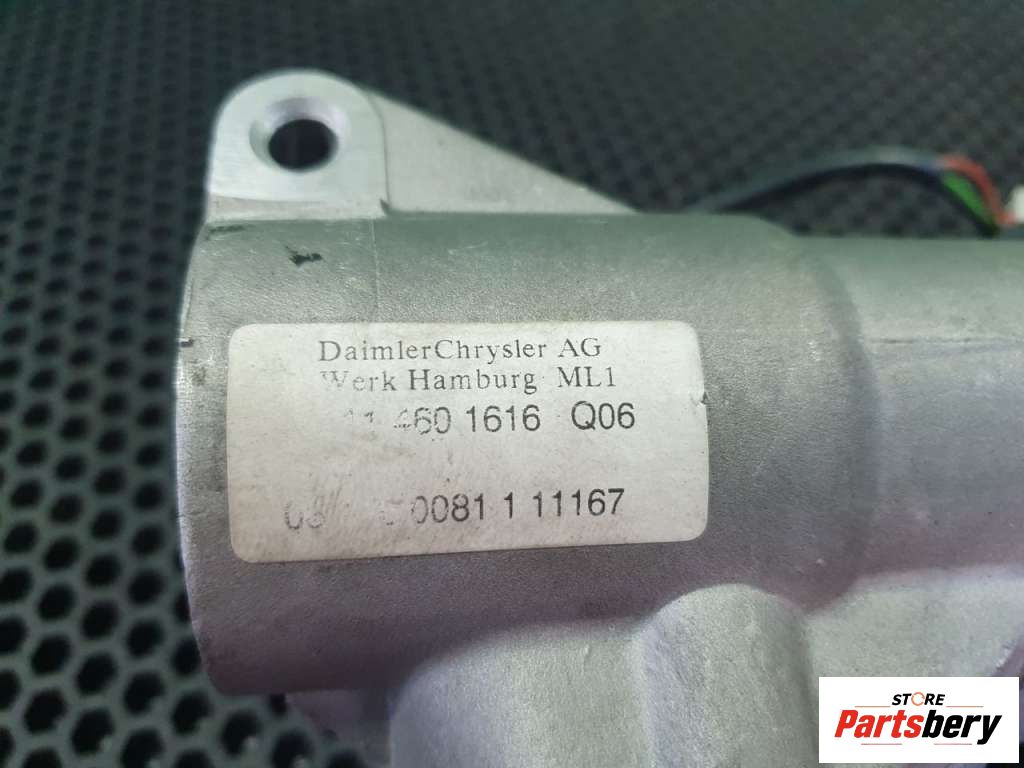 DaimlerChrysler AG
Werk Hamburg ML1
460 1616 Q06
0081 1 11167
STORE
Partsbery